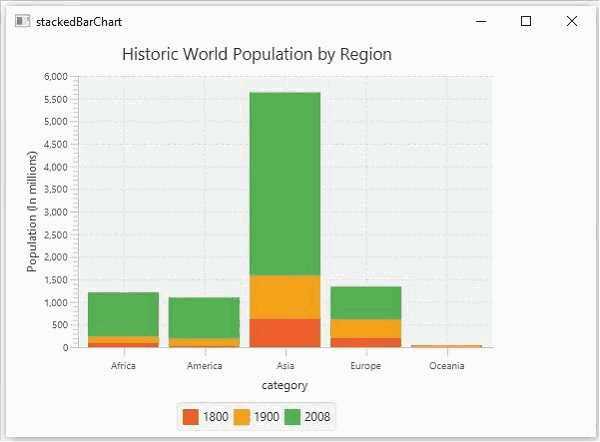 stackedBarChart
Historic World Population by Region
Population (In millions)
6,000
5,500
5,000
4,500
4,000
3,500
3,000
2,500
2,000
1,500
1,000
500
0
Africa America Asia Europe Oceania
category
1800 1900 2008